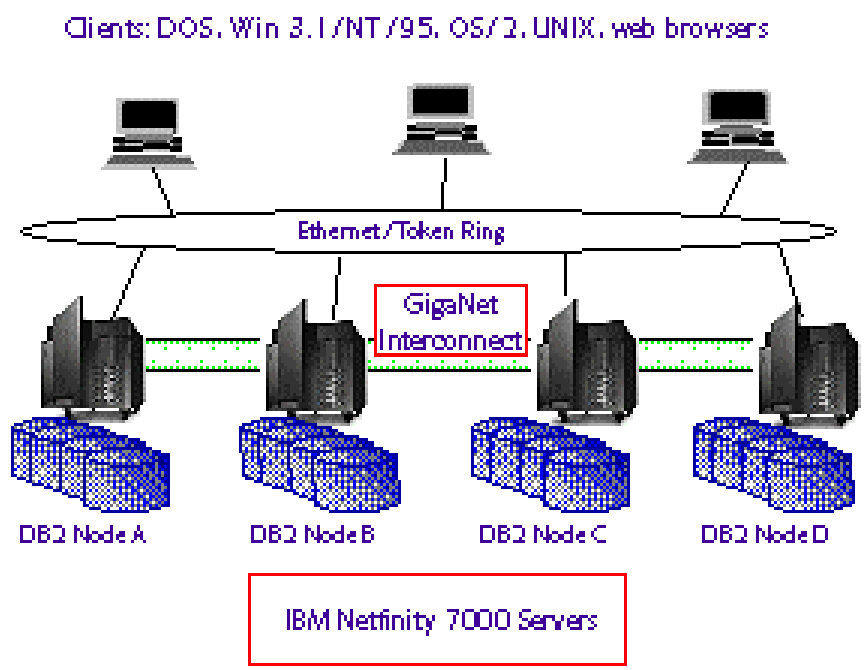 Clients: DOS, Win 3.1/NT/95, OS/2, UNIX, web browsers
Ethernet/Token Ring
GigaNet
Interconnect
DB2 Node A
DB2 Node B
DB2 Node C
DB2 Node D
IBM Netfinity 7000 Servers